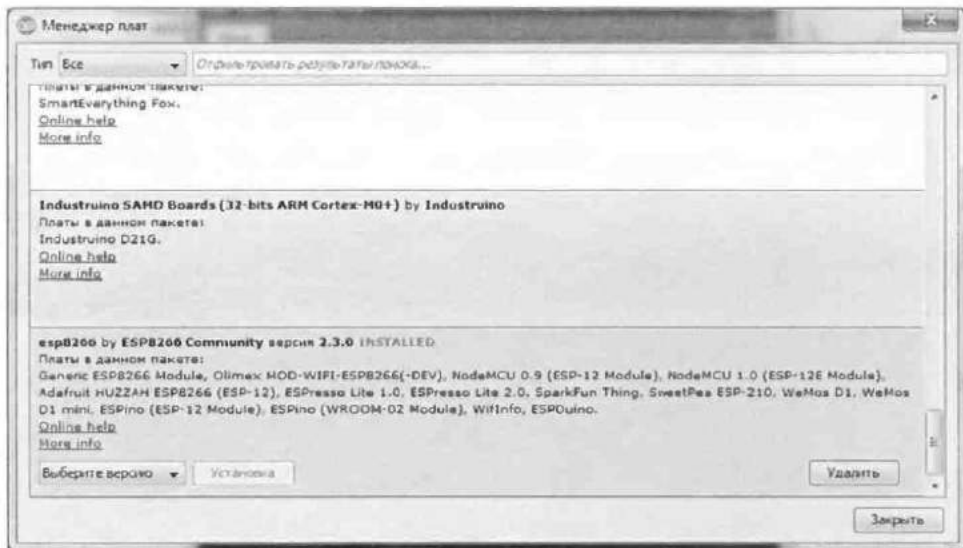 Менеджер плат
Тип Все Отфильтровать результаты поиска...
Платы в данном пакете:
SmartEverything Fox.
Online help
More info
Industruino SAMD Boards (32-bits ARM Cortex-M0+) by Industruino
Платы в данном пакете:
Industruino D21G.
Online help
More info
esp8266 by ESP8266 Community версия 2.3.0 INSTALLED
Платы в данном пакете:
Generic ESP8266 Module, Olimex MOD-WIFI-ESP8266(-DEV), NodeMCU 0.9 (ESP-12 Module), NodeMCU 1.0 (ESP-12E Module),
Adafruit HUZZAH ESP8266 (ESP-12), ESPresso Lite 1.0, ESPresso Lite 2.0, SparkFun Thing, SweetPea ESP-210, WeMos D1, WeMos
D1 mini, ESPino (ESP-12 Module), ESPino (WROOM-02 Module), WifInfo, ESPDuino.
Online help
More info
Выберите версию Установка Удалить
Закрыть